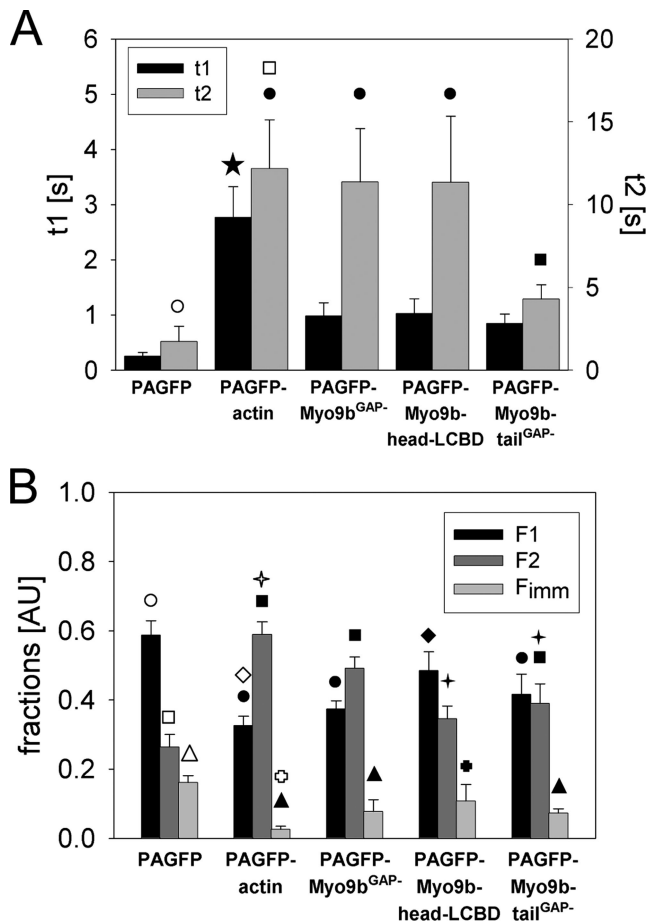 A
6
5
4
3
2
1
0
t1 [s]
t1
t2
20
15
10
5
0
t2 [s]
PAGFP
PAGFP-
actin
PAGFP-
Myo9bGAP-
PAGFP-
Myo9b-
head-LCBD
PAGFP-
Myo9b-
tailGAP-
B
1.0
0.8
0.6
0.4
0.2
0.0
fractions [AU]
F1
F2
Fimm
PAGFP
PAGFP-
actin
PAGFP-
Myo9bGAP-
PAGFP-
Myo9b-
head-LCBD
PAGFP-
Myo9b-
tailGAP-